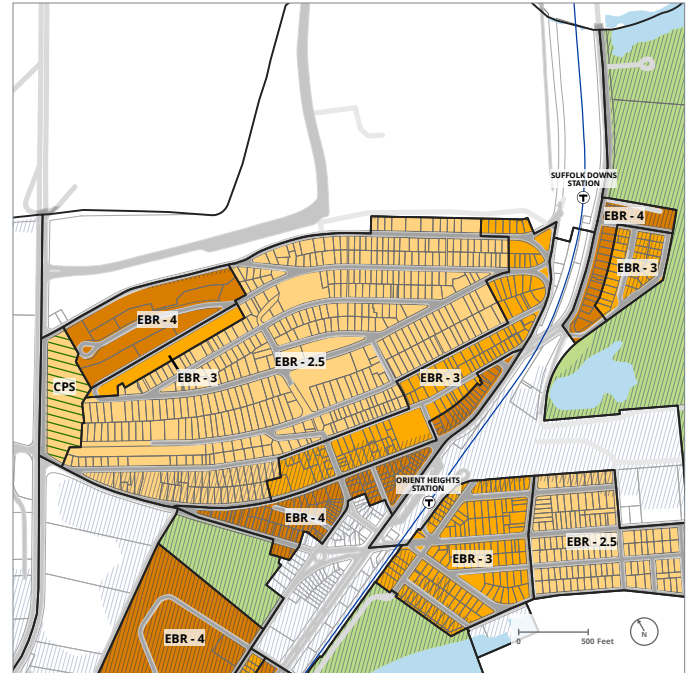 SUFFOLK DOWNS
STATION
T
EBR - 4
EBR - 3
EBR - 4
EBR - 2.5
EBR - 3
EBR - 3
CPS
ORIENT HEIGHTS
STATION
T
EBR - 4
EBR - 2.5
EBR - 3
EBR - 4
0
500 Feet
N